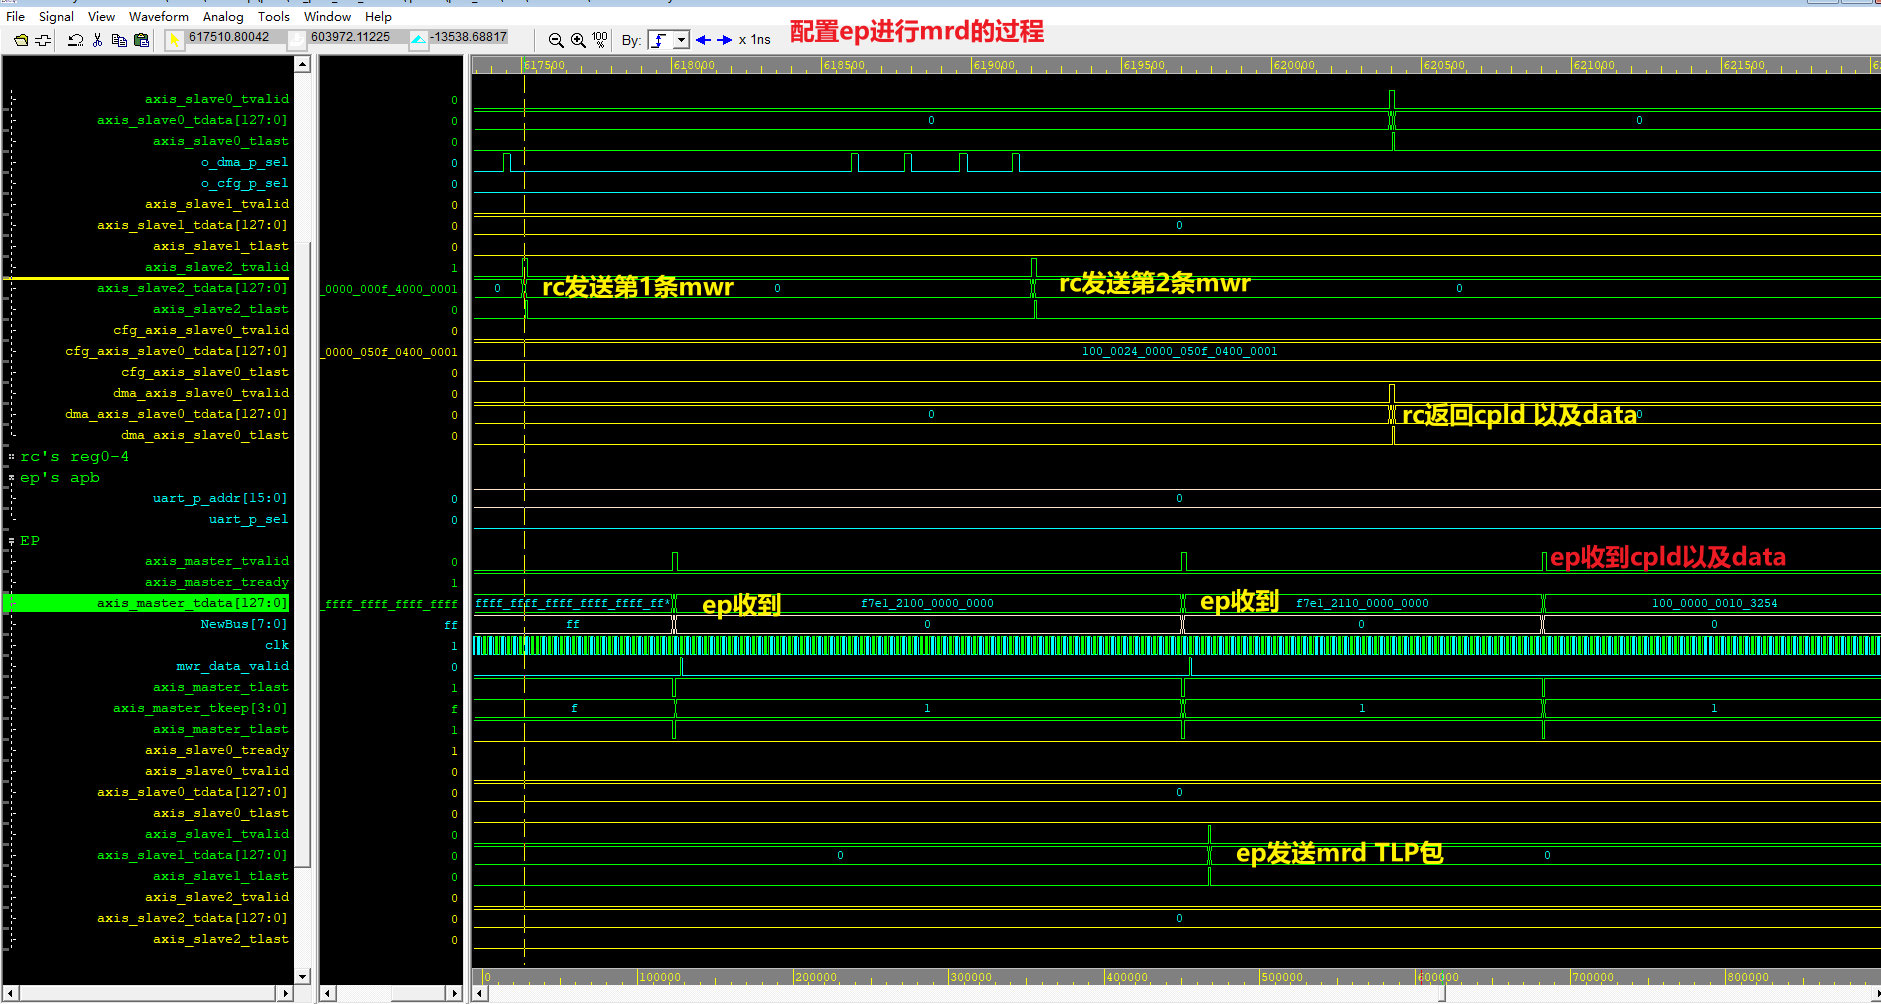 File Signal View Waveform Analog Tools Window Help
617510.80042 603972.11225 -13538.68817 100 % By: x 1ns
配置ep进行mrd的过程
617500 618000 618500 619000 619500 620000 620500 621000 621500
axis_slave0_tvalid 0
axis_slave0_tdata[127:0] 0 0 0
axis_slave0_tlast 0
o_dma_p_sel 0
o_cfg_p_sel 0
axis_slave1_tvalid 0
axis_slave1_tdata[127:0] 0 0
axis_slave1_tlast 0
axis_slave2_tvalid 1
axis_slave2_tdata[127:0] _0000_000f_4000_0001 0 rc发送第1条mwr 0 rc发送第2条mwr 0
axis_slave2_tlast 0
cfg_axis_slave0_tvalid 0
cfg_axis_slave0_tdata[127:0] _0000_050f_0400_0001 100_0024_0000_050f_0400_0001
cfg_axis_slave0_tlast 0
dma_axis_slave0_tvalid 0
dma_axis_slave0_tdata[127:0] 0 0 rc返回cpld 以及data 0
dma_axis_slave0_tlast 0
rc's reg0-4
ep's apb
uart_p_addr[15:0] 0 0
uart_p_sel 0
EP
axis_master_tvalid 0 ep收到cpld以及data
axis_master_tready 1
axis_master_tdata[127:0] _ffff_ffff_ffff_ffff ffff_ffff_ffff_ffff_ffff_ff* ep收到 f7e1_2100_0000_0000 ep收到 f7e1_2110_0000_0000 100_0000_0010_3254
NewBus[7:0] ff ff 0 0 0
clk 1
mwr_data_valid 0
axis_master_tlast 1
axis_master_tkeep[3:0] f f 1 1 1
axis_master_tlast 1
axis_slave0_tready 1
axis_slave0_tvalid 0
axis_slave0_tdata[127:0] 0 0
axis_slave0_tlast 0
axis_slave1_tvalid 0
axis_slave1_tdata[127:0] 0 0 ep发送mrd TLP包 0
axis_slave1_tlast 0
axis_slave2_tvalid 0
axis_slave2_tdata[127:0] 0 0
axis_slave2_tlast 0
0 100000 200000 300000 400000 500000 600000 700000 800000